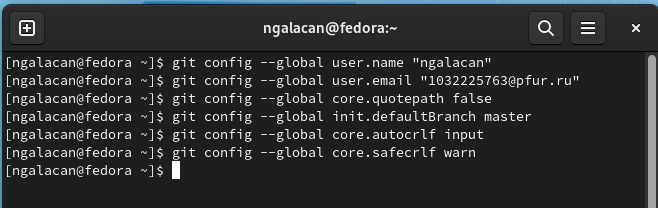 ngalacan@fedora:~
[ngalacan@fedora ~]$ git config --global user.name "ngalacan"
[ngalacan@fedora ~]$ git config --global user.email "1032225763@pfur.ru"
[ngalacan@fedora ~]$ git config --global core.quotepath false
[ngalacan@fedora ~]$ git config --global init.defaultBranch master
[ngalacan@fedora ~]$ git config --global core.autocrlf input
[ngalacan@fedora ~]$ git config --global core.safecrlf warn
[ngalacan@fedora ~]$